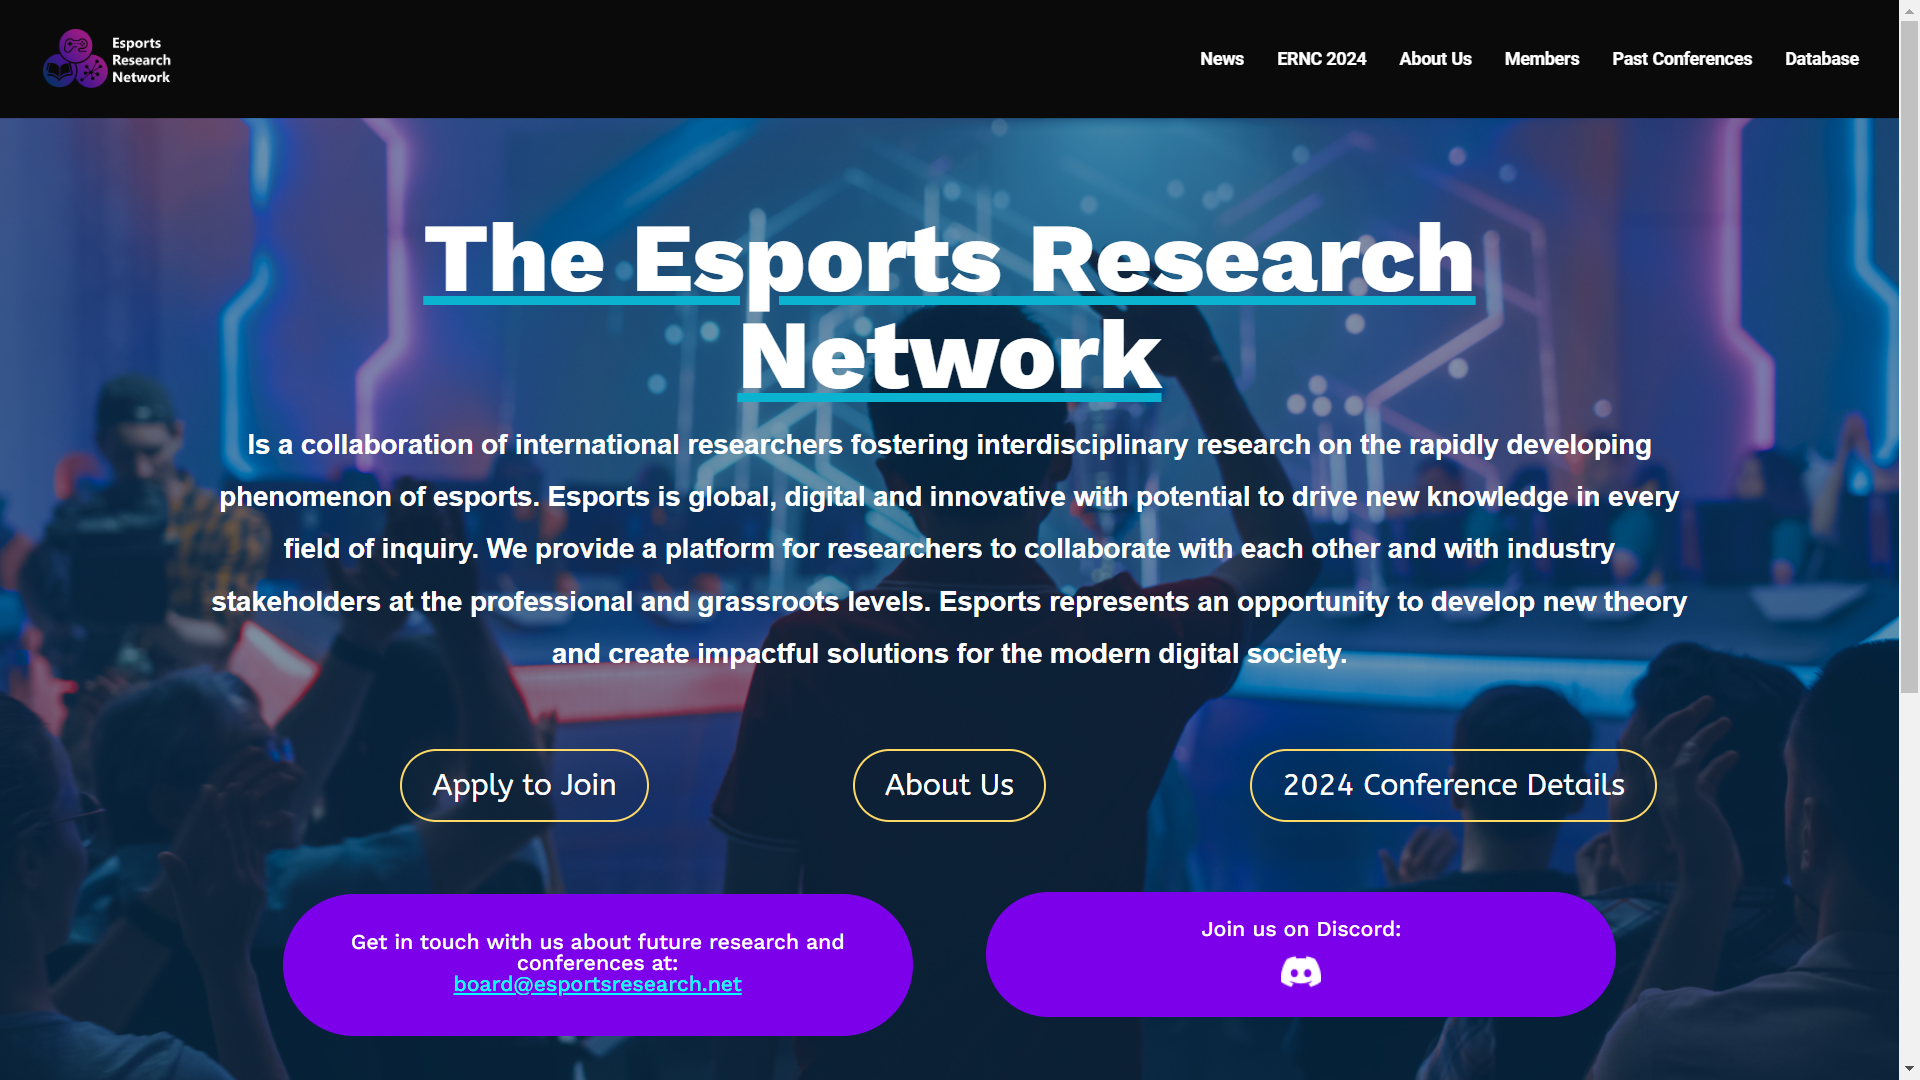 Esports
Research
Network
News
ERNC 2024
About Us
Members
Past Conferences
Database
The Esports Research
Network
Is a collaboration of international researchers fostering interdisciplinary research on the rapidly developing
phenomenon of esports. Esports is global, digital and innovative with potential to drive new knowledge in every
field of inquiry. We provide a platform for researchers to collaborate with each other and with industry
stakeholders at the professional and grassroots levels. Esports represents an opportunity to develop new theory
and create impactful solutions for the modern digital society.
Apply to Join
About Us
2024 Conference Details
Get in touch with us about future research and
conferences at:
board@esportsresearch.net
Join us on Discord: